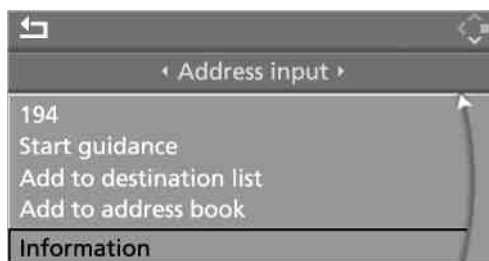 Address input
194
Start guidance
Add to destination list
Add to address book
Information